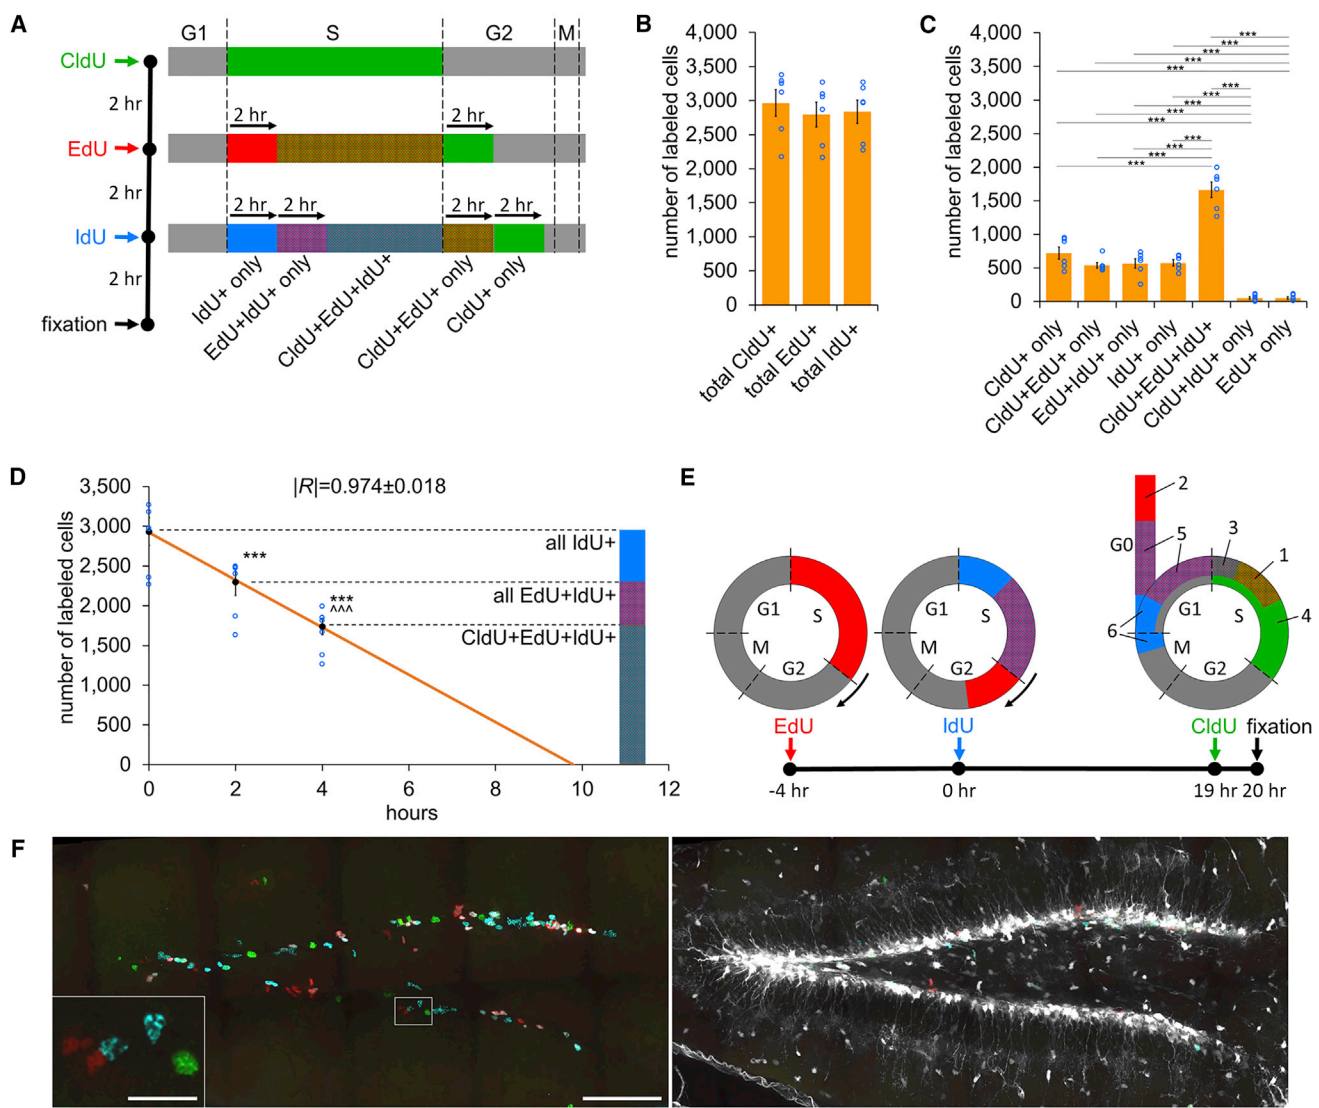 A
G1 S G2 M
CldU
2 hr
2 hr 2 hr
EdU
2 hr
2 hr 2 hr 2 hr 2 hr
IdU
2 hr
fixation
IdU+ only
EdU+IdU+ only
CldU+EdU+IdU+
CldU+EdU+ only
CldU+ only
B
number of labeled cells
4,000
3,500
3,000
2,500
2,000
1,500
1,000
500
0
total CldU+
total EdU+
total IdU+
C
number of labeled cells
4,000
3,500
3,000
2,500
2,000
1,500
1,000
500
0
***
***
***
***
***
***
***
***
***
***
***
***
***
***
CldU+ only
CldU+EdU+ only
EdU+IdU+ only
IdU+ only
CldU+EdU+IdU+
CldU+IdU+ only
EdU+ only
D
number of labeled cells
3,500
3,000
2,500
2,000
1,500
1,000
500
0
|R|=0.974±0.018
***
***
^^^
all IdU+
all EdU+IdU+
CldU+EdU+IdU+
0 2 4 6 8 10 12
hours
E
G1 S
M G2
G1 S
M G2
2
G0 5 3 1
G1 S
6 M 4
G2
EdU IdU CldU fixation
-4 hr 0 hr 19 hr 20 hr
F